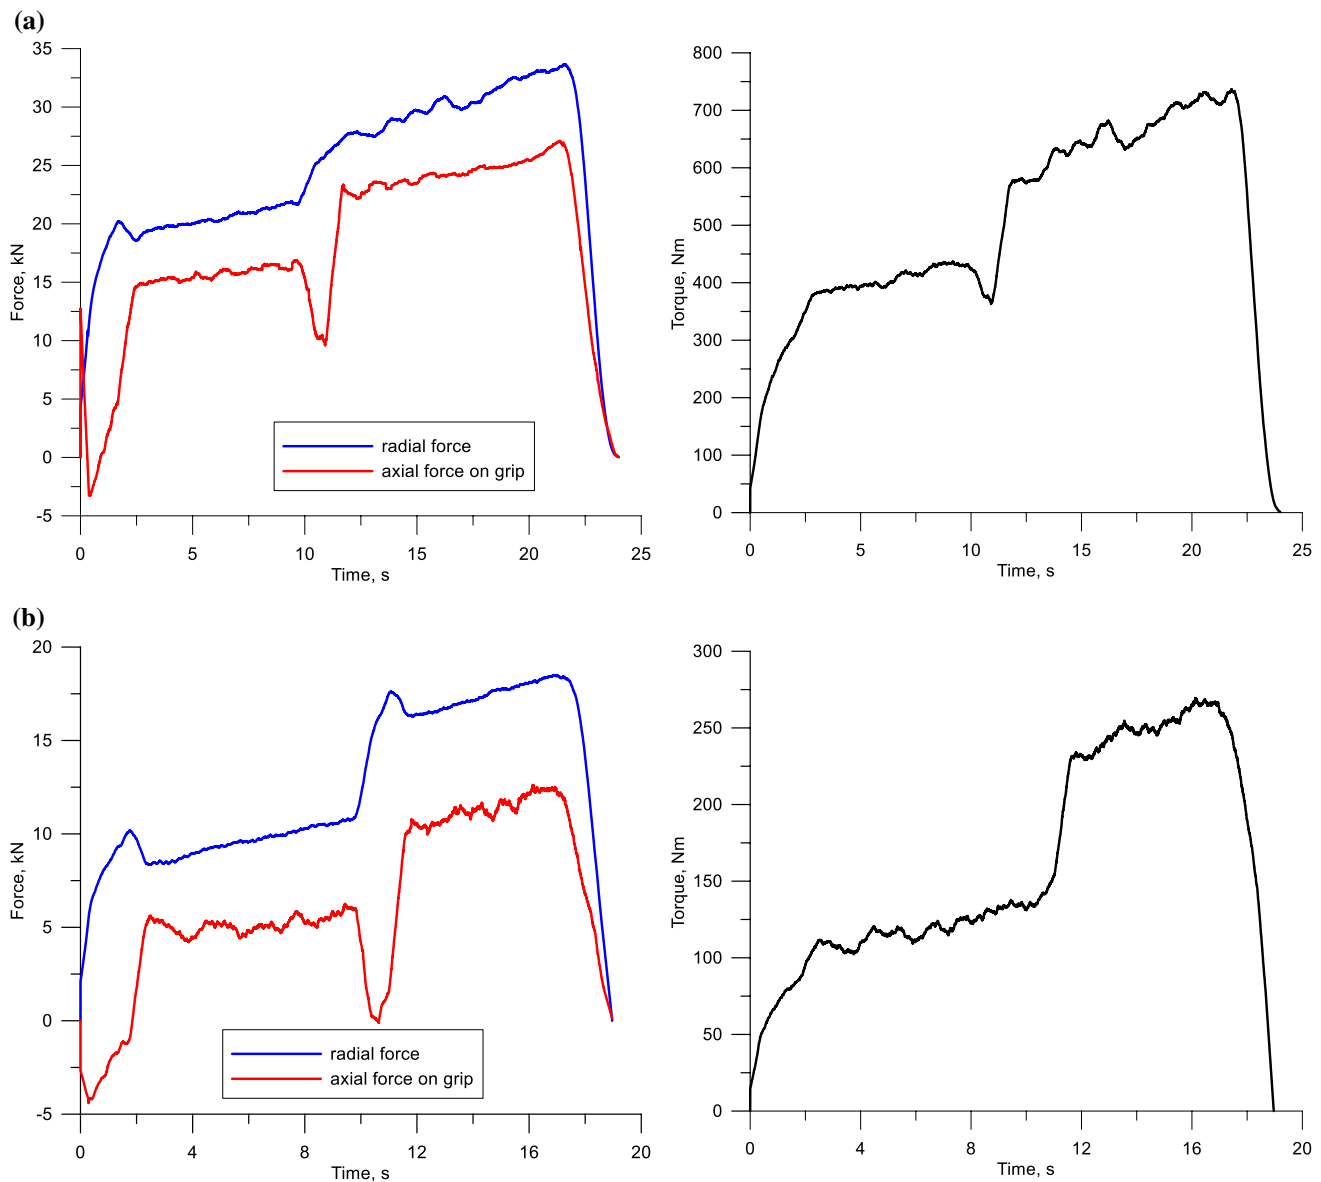 (a)
35
30
25
20
15
10
5
0
-5
Force, kN
radial force
axial force on grip
0 5 10 15 20 25
Time, s
800
700
600
500
400
300
200
100
0
Torque, Nm
0 5 10 15 20 25
Time, s
(b)
20
15
10
5
0
-5
Force, kN
radial force
axial force on grip
0 4 8 12 16 20
Time, s
300
250
200
150
100
50
0
Torque, Nm
0 4 8 12 16 20
Time, s